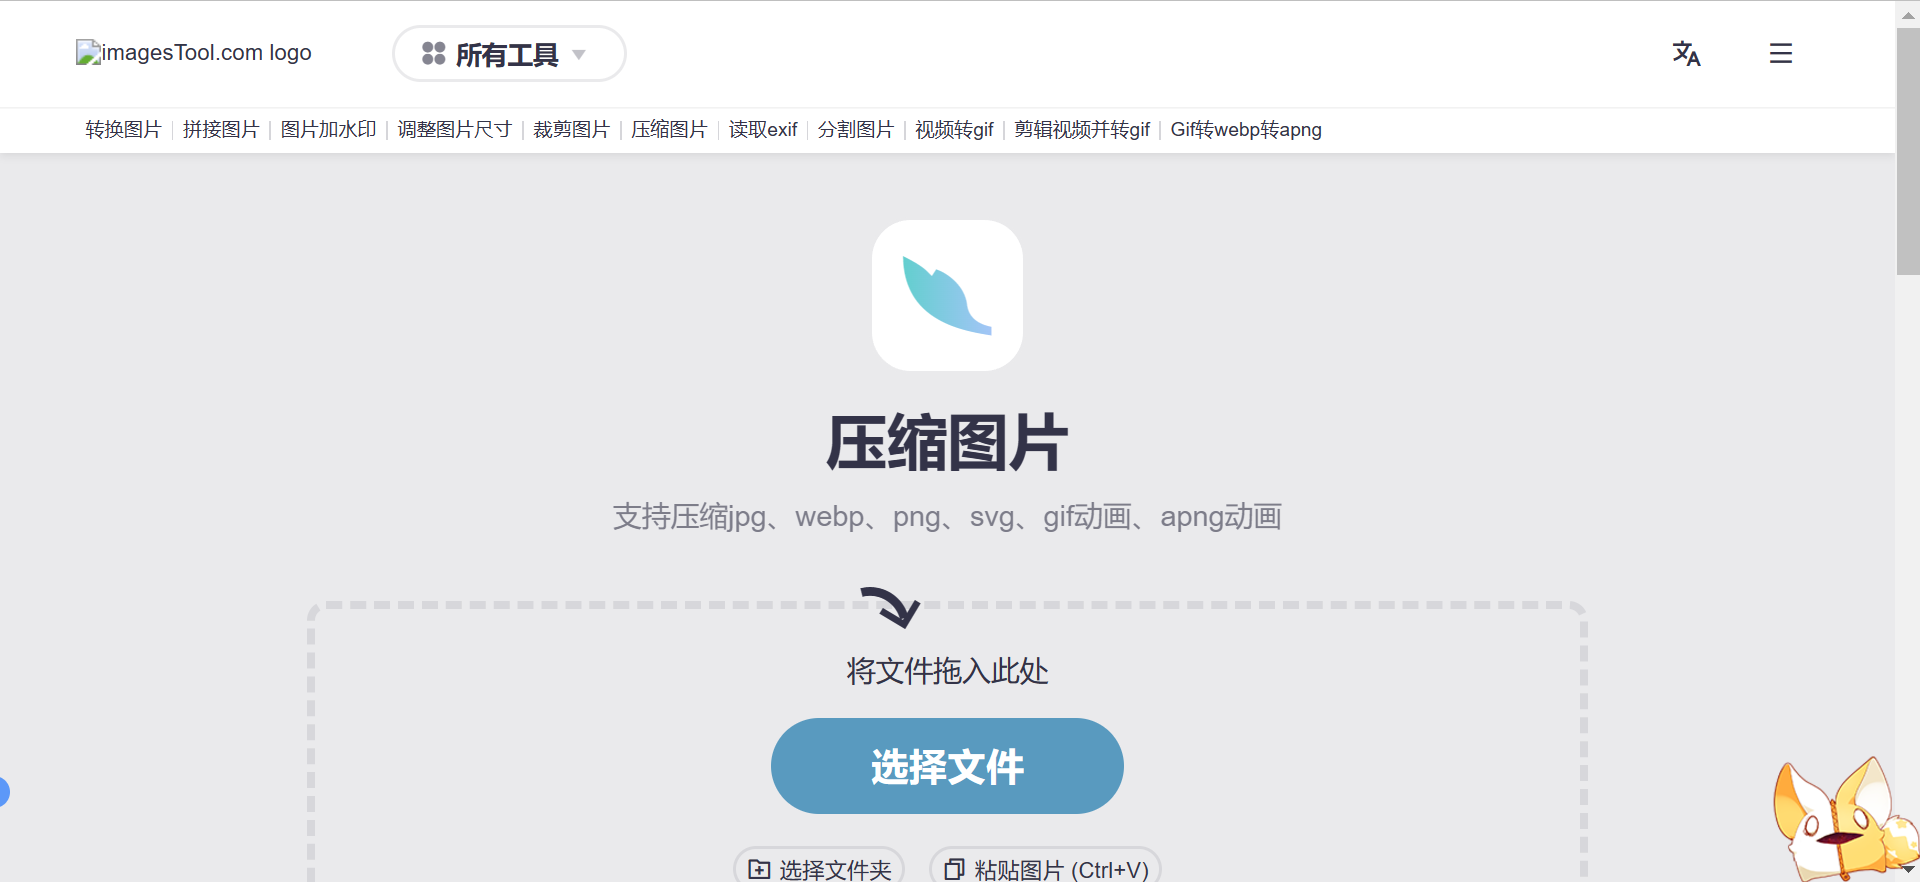 imagesTool.com logo
所有工具
转换图片 | 拼接图片 | 图片加水印 | 调整图片尺寸 | 裁剪图片 | 压缩图片 | 读取exif | 分割图片 | 视频转gif | 剪辑视频并转gif | Gif转webp转apng
压缩图片
支持压缩jpg、webp、png、svg、gif动画、apng动画
将文件拖入此处
选择文件
选择文件夹
粘贴图片 (Ctrl+V)